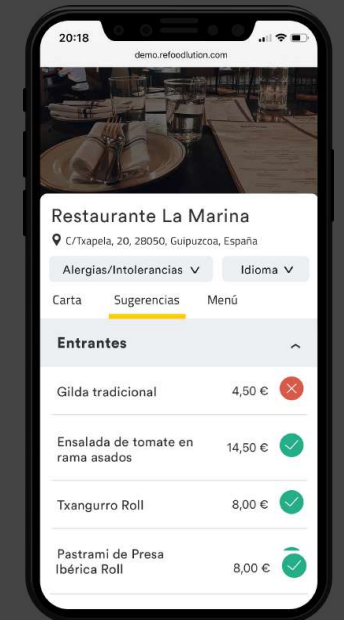 20:18
demo.refoodlution.com
Restaurante La Marina
C/Txapela, 20, 28050, Guipuzcoa, España
Alergias/Intolerancias
Idioma
Carta
Sugerencias
Menú
Entrantes
Gilda tradicional
4,50 €
Ensalada de tomate en
rama asados
14,50 €
Txangurro Roll
8,00 €
Pastrami de Presa
Ibérica Roll
8,00 €